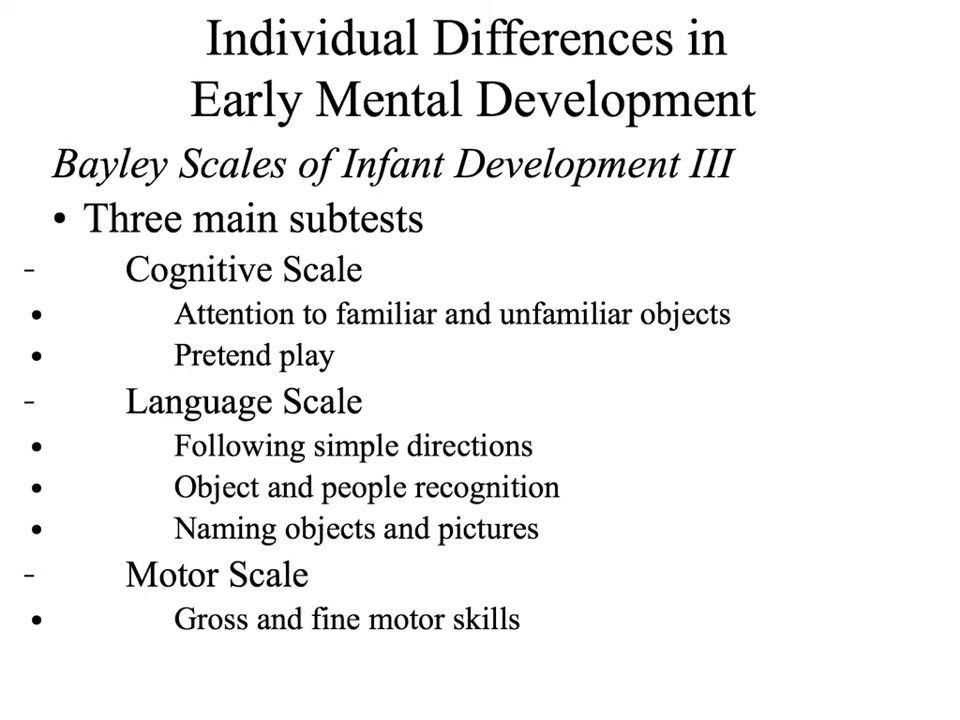 Individual Differences in
Early Mental Development
Bayley Scales of Infant Development III
• Three main subtests
– Cognitive Scale
• Attention to familiar and unfamiliar objects
• Pretend play
– Language Scale
• Following simple directions
• Object and people recognition
• Naming objects and pictures
– Motor Scale
• Gross and fine motor skills